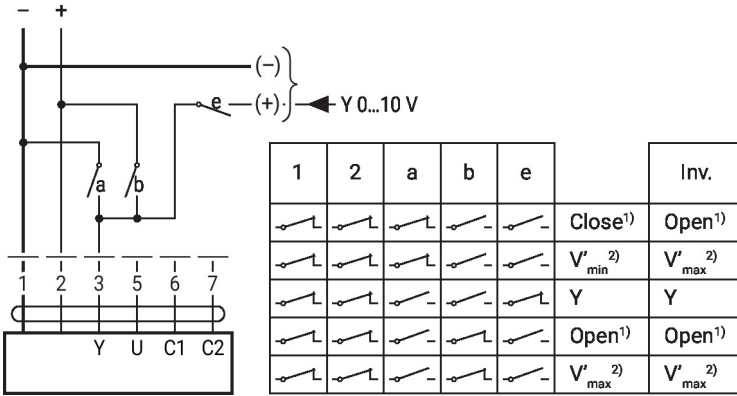 − +
(−)
e (+) Y 0...10 V
a b
1 2 3 5 6 7
Y U C1 C2
1 2 a b e Inv.
Close1) Open1)
V'min2) V'max2)
Y Y
Open1) Open1)
V'max2) V'max2)